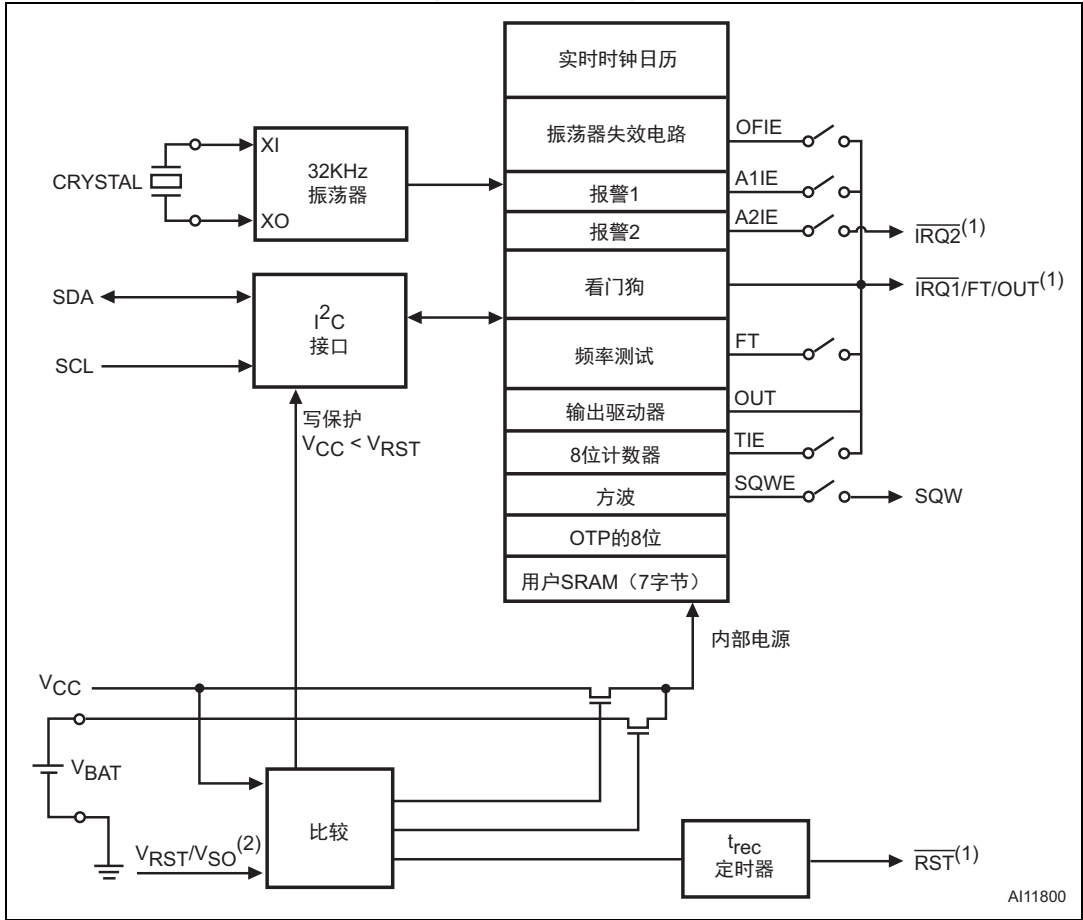 实时时钟日历
振荡器失效电路
OFIE
CRYSTAL
XI
32KHz
振荡器
XO
报警1
A1IE
报警2
A2IE
IRQ2(1)
SDA
SCL
I2C
接口
看门狗
IRQ1/FT/OUT(1)
频率测试
FT
输出驱动器
OUT
8位计数器
TIE
方波
SQWE
SQW
OTP的8位
用户SRAM（7字节）
写保护
VCC < VRST
内部电源
VCC
VBAT
VRST/VSO(2)
比较
trec
定时器
RST(1)
AI11800